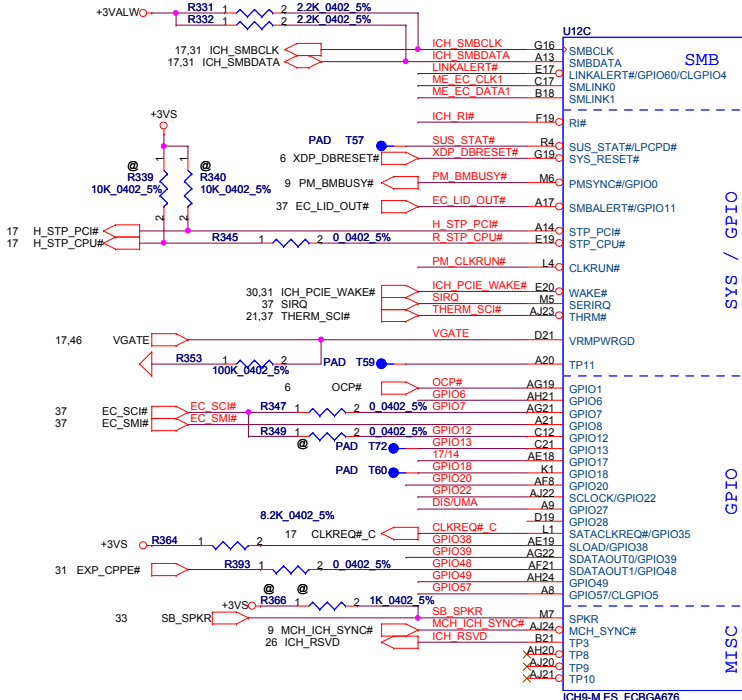 R331 1 2 2.2K_0402_5%
+3VALW
R332 1 2 2.2K_0402_5%
U12C
17,31 ICH_SMBCLK ICH_SMBCLK G16 SMBCLK SMB
17,31 ICH_SMBDATA ICH_SMBDATA A13 SMBDATA
LINKALERT# E17 LINKALERT#/GPIO60/CLGPIO4
ME_EC_CLK1 C17 SMLINK0
ME_EC_DATA1 B18 SMLINK1
+3VS
ICH_RI# F19 RI#
PAD T57 SUS_STAT# R4 SUS_STAT#/LPCPD#
6 XDP_DBRESET# XDP_DBRESET# G19 SYS_RESET#
@ @
R339 R340
10K_0402_5% 10K_0402_5%
1 1
2 2
9 PM_BMBUSY# PM_BMBUSY# M6 PMSYNC#/GPIO0
37 EC_LID_OUT# EC_LID_OUT# A17 SMBALERT#/GPIO11
SYS / GPIO
17 H_STP_PCI# H_STP_PCI# A14 STP_PCI#
17 H_STP_CPU# R345 1 2 0_0402_5% R_STP_CPU# E19 STP_CPU#
PM_CLKRUN# L4 CLKRUN#
30,31 ICH_PCIE_WAKE# ICH_PCIE_WAKE# E20 WAKE#
37 SIRQ SIRQ M5 SERIRQ
21,37 THERM_SCI# THERM_SCI# AJ23 THRM#
17,46 VGATE VGATE D21 VRMPWRGD
R353 1 2 100K_0402_5% PAD T59 A20 TP11
6 OCP# OCP# AG19 GPIO1
GPIO6 AH21 GPIO6
37 EC_SCI# EC_SCI# R347 1 2 0_0402_5% GPIO7 AG21 GPIO7
37 EC_SMI# EC_SMI# A21 GPIO8
R349 1 2 0_0402_5% GPIO12 C12 GPIO12
@ PAD T72 GPIO13 C21 GPIO13
17/14 AE18 GPIO17
PAD T60 GPIO18 K1 GPIO18
GPIO20 AF8 GPIO20
GPIO
GPIO22 AJ22 SCLOCK/GPIO22
DIS/UMA A9 GPIO27
D19 GPIO28
8.2K_0402_5%
17 CLKREQ#_C CLKREQ#_C L1 SATACLKREQ#/GPIO35
+3VS R364 1 2 GPIO38 AE19 SLOAD/GPIO38
GPIO39 AG22 SDATAOUT0/GPIO39
31 EXP_CPPE# R393 1 2 0_0402_5% GPIO48 AF21 SDATAOUT1/GPIO48
GPIO49 AH24 GPIO49
GPIO57 A8 GPIO57/CLGPIO5
@ @
+3VS R366 1 2 1K_0402_5%
33 SB_SPKR SB_SPKR M7 SPKR
9 MCH_ICH_SYNC# MCH_ICH_SYNC# AJ24 MCH_SYNC#
26 ICH_RSVD ICH_RSVD B21 TP3
AH20 TP8
AJ20 TP9
AJ21 TP10
MISC
ICH9-M ES_FCBGA676